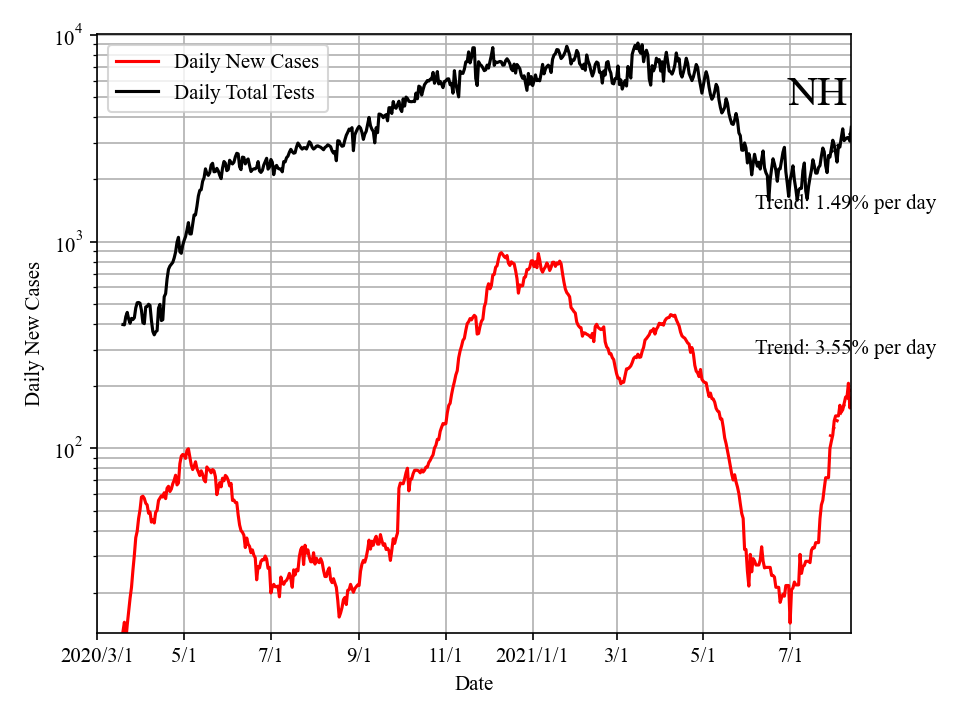 10^4
Daily New Cases
Daily Total Tests
NH
Trend: 1.49% per day
10^3
Daily New Cases
Trend: 3.55% per day
10^2
2020/3/1 5/1 7/1 9/1 11/1 2021/1/1 3/1 5/1 7/1
Date